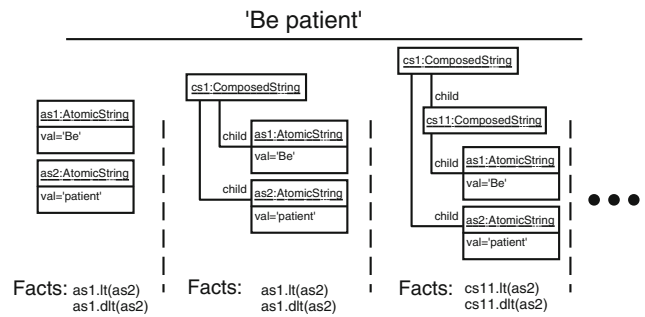 'Be patient'
as1:AtomicString
val='Be'
as2:AtomicString
val='patient'
Facts: as1.lt(as2)
as1.dlt(as2)
cs1:ComposedString
child as1:AtomicString
val='Be'
child as2:AtomicString
val='patient'
Facts: as1.lt(as2)
as1.dlt(as2)
cs1:ComposedString
child
cs11:ComposedString
child as1:AtomicString
val='Be'
child as2:AtomicString
val='patient'
Facts: cs11.lt(as2)
cs11.dlt(as2)